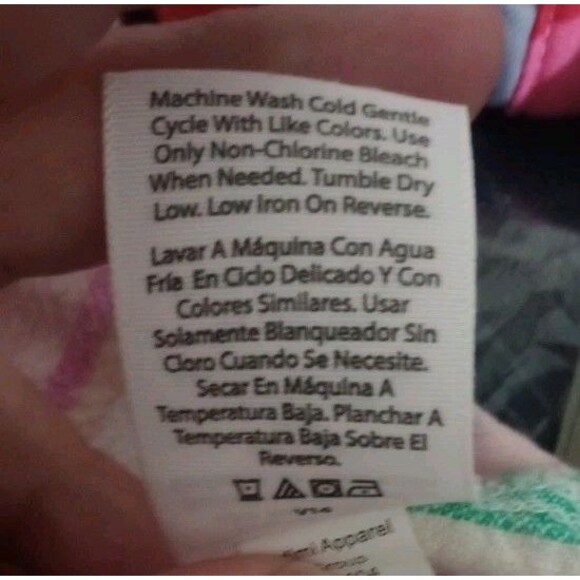 Machine Wash Cold Gentle
Cycle With Like Colors. Use
Only Non-Chlorine Bleach
When Needed. Tumble Dry
Low. Low Iron On Reverse.
Lavar A Máquina Con Agua
Fría En Ciclo Delicado Y Con
Colores Similares. Usar
Solamente Blanqueador Sin
Cloro Cuando Se Necesite.
Secar En Máquina A
Temperatura Baja. Planchar A
Temperatura Baja Sobre El
Reverso.
Apparel